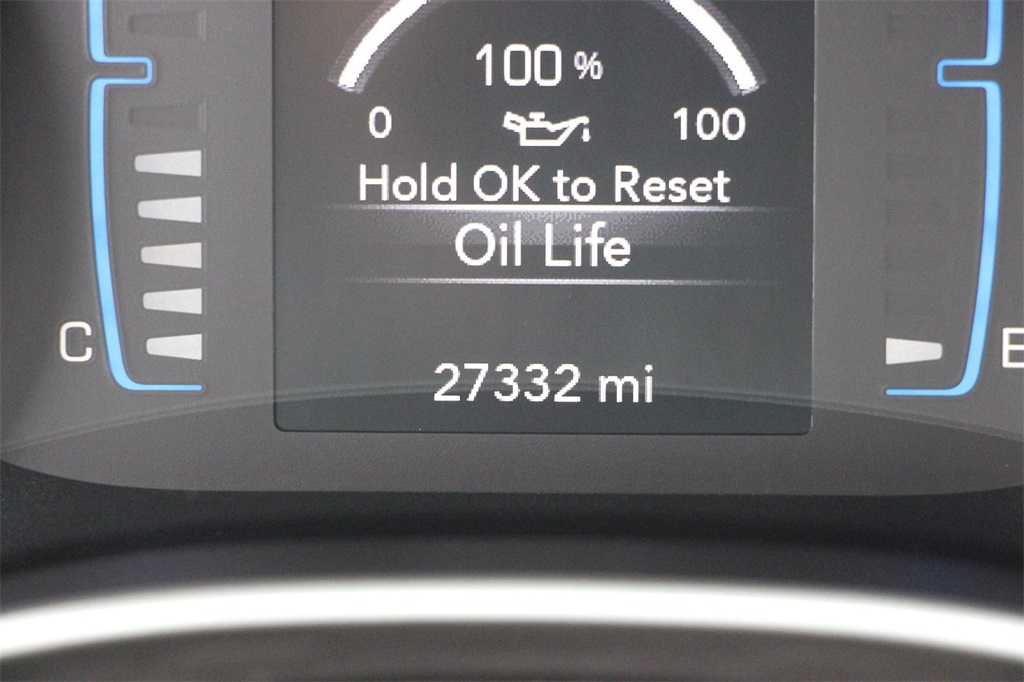 100 %
0 100
Hold OK to Reset
Oil Life
C E
27332 mi